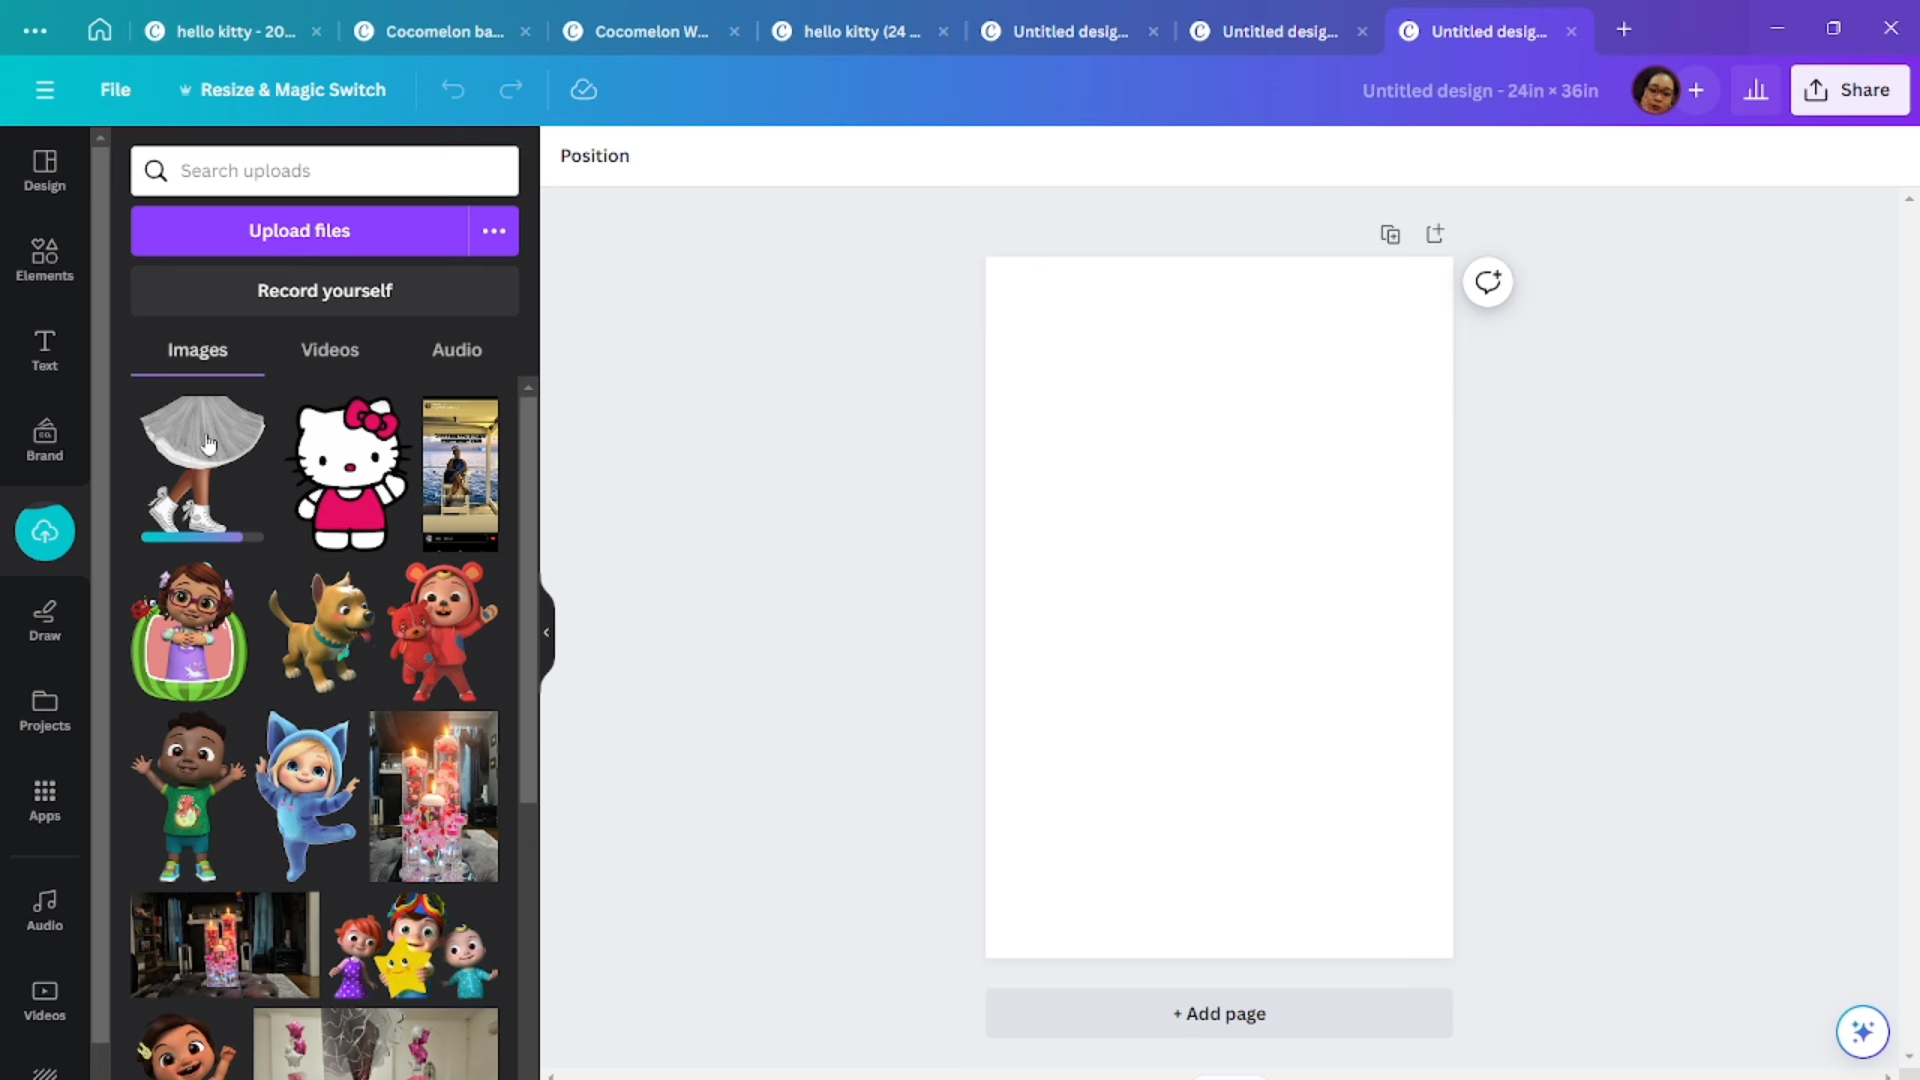 hello kitty - 20...
Cocomelon ba...
Cocomelon W...
hello kitty (24 ...
Untitled desig...
Untitled desig...
Untitled desig...
File
Resize & Magic Switch
Untitled design - 24in × 36in
Share
Design
Elements
Text
Brand
Draw
Projects
Apps
Audio
Videos
Search uploads
Upload files
Record yourself
Images
Videos
Audio
Position
+ Add page